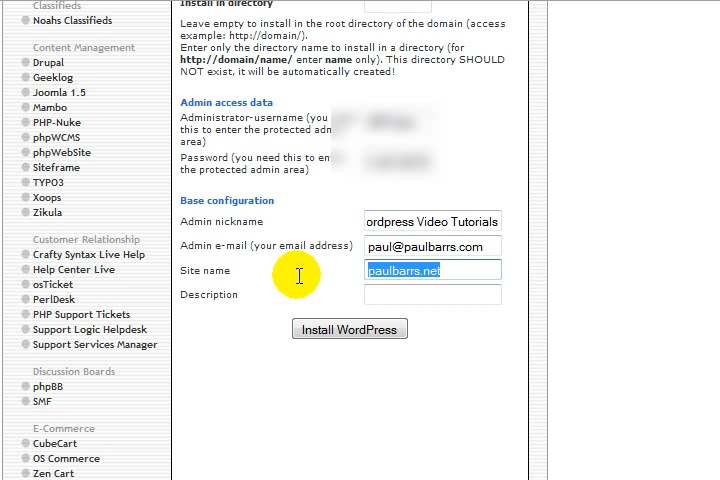 Classifieds
Noahs Classifieds
Content Management
Drupal
Geeklog
Joomla 1.5
Mambo
PHP-Nuke
phpWCMS
phpWebSite
Siteframe
TYPO3
Xoops
Zikula
Customer Relationship
Crafty Syntax Live Help
Help Center Live
osTicket
PerlDesk
PHP Support Tickets
Support Logic Helpdesk
Support Services Manager
Discussion Boards
phpBB
SMF
E-Commerce
CubeCart
OS Commerce
Zen Cart
Install in directory
Leave empty to install in the root directory of the domain (access
example: http://domain/).
Enter only the directory name to install in a directory (for
http://domain/name/ enter name only). This directory SHOULD
NOT exist, it will be automatically created!
Admin access data
Administrator-username (you
this to enter the protected adm
area)
Password (you need this to en
the protected admin area)
Base configuration
Admin nickname
ordpress Video Tutorials
Admin e-mail (your email address)
paul@paulbarrs.com
Site name
paulbarrs.net
Description
Install WordPress